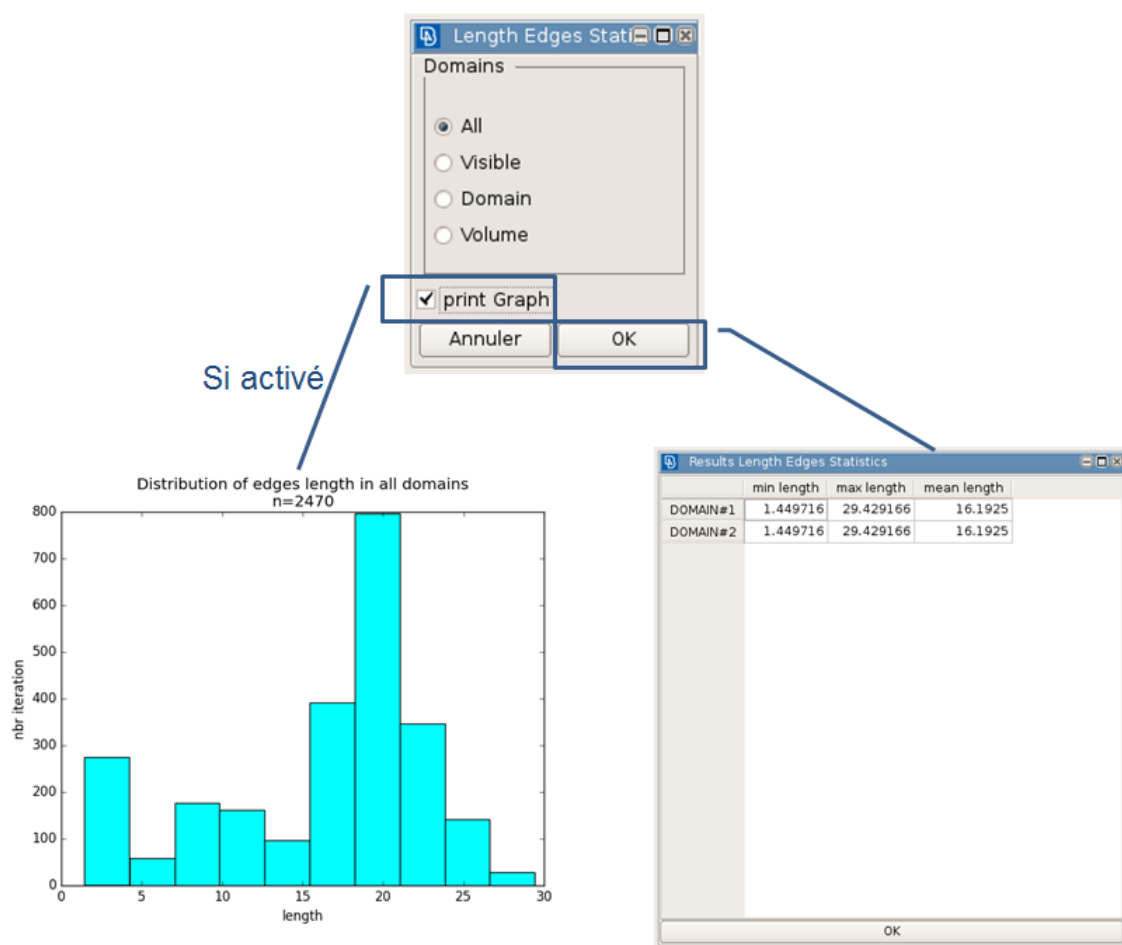 Length Edges Stati
Domains
All
Visible
Domain
Volume
print Graph
Annuler OK
Si activé
Distribution of edges length in all domains
n=2470
800
700
600
500
400
300
200
100
0
nbr iteration
0 5 10 15 20 25 30
length
Results Length Edges Statistics
min length max length mean length
DOMAIN#1 1.449716 29.429166 16.1925
DOMAIN#2 1.449716 29.429166 16.1925
OK